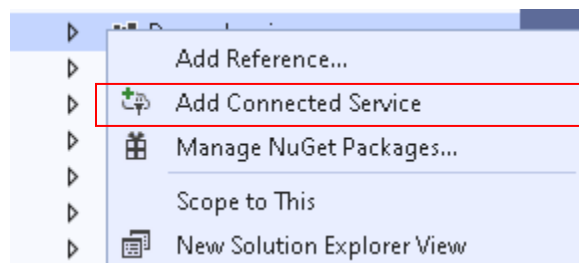 Add Reference...
Add Connected Service
Manage NuGet Packages...
Scope to This
New Solution Explorer View